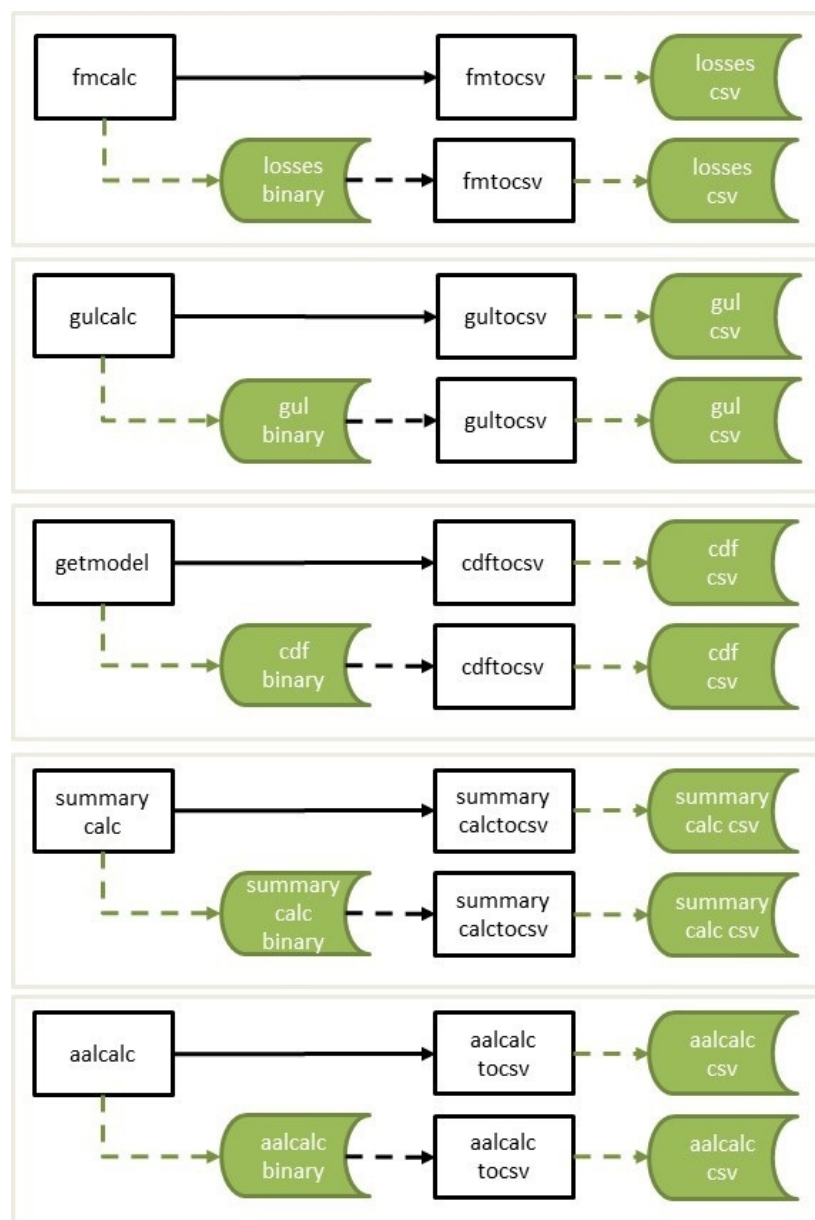 fmcalc
fmtocsv
losses
csv
losses
binary
fmtocsv
losses
csv
gulcalc
gultocsv
gul
csv
gul
binary
gultocsv
gul
csv
getmodel
cdftocsv
cdf
csv
cdf
binary
cdftocsv
cdf
csv
summary
calc
summary
calctocsv
summary
calc csv
summary
calc
binary
summary
calctocsv
summary
calc csv
aalcalc
aalcalc
tocsv
aalcalc
csv
aalcalc
binary
aalcalc
tocsv
aalcalc
csv